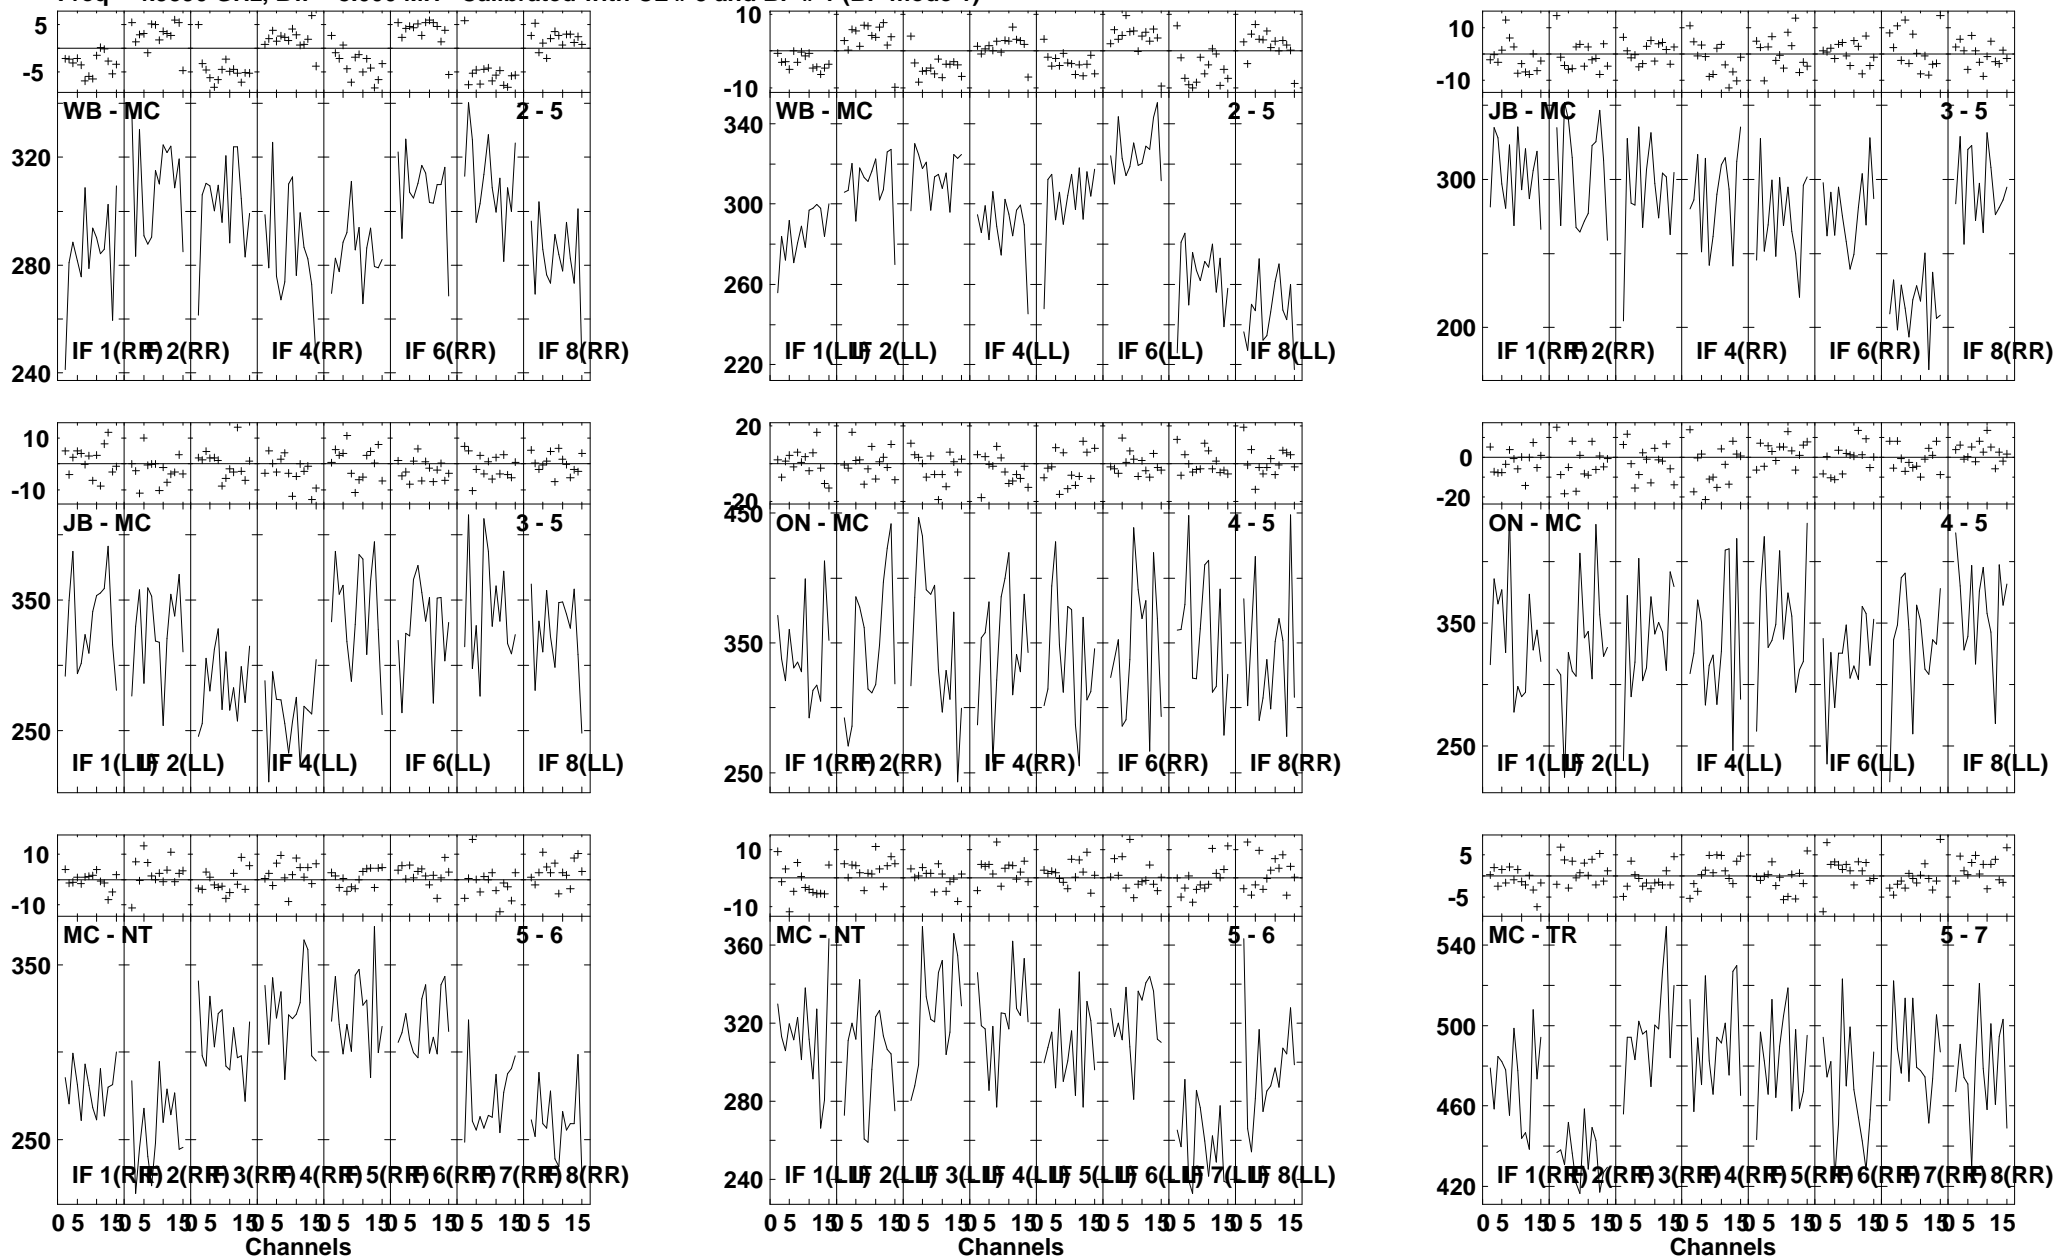 5
-5
WB - MC 2 - 5
320
280
240
IF 1(RR) IF 2(RR) IF 4(RR) IF 6(RR) IF 8(RR)
10
0
-10
WB - MC 2 - 5
340
300
260
220
IF 1(LL) IF 2(LL) IF 4(LL) IF 6(LL) IF 8(LL)
10
0
-10
JB - MC 3 - 5
300
200
IF 1(RR) IF 2(RR) IF 4(RR) IF 6(RR) IF 8(RR)
10
0
-10
JB - MC 3 - 5
350
250
IF 1(LL) IF 2(LL) IF 4(LL) IF 6(LL) IF 8(LL)
20
0
-20
ON - MC 4 - 5
450
350
250
IF 1(RR) IF 2(RR) IF 4(RR) IF 6(RR) IF 8(RR)
0
-20
ON - MC 4 - 5
350
250
IF 1(LL) IF 2(LL) IF 4(LL) IF 6(LL) IF 8(LL)
10
0
-10
MC - NT 5 - 6
350
250
IF 1(RR) IF 2(RR) IF 3(RR) IF 4(RR) IF 5(RR) IF 6(RR) IF 7(RR) IF 8(RR)
0 5 15 0 5 15 0 5 15 0 5 15 0 5 15 0 5 15 0 5 15 0 5 15
Channels
10
0
-10
MC - NT 5 - 6
360
320
280
240
IF 1(LL) IF 2(LL) IF 3(LL) IF 4(LL) IF 5(LL) IF 6(LL) IF 7(LL) IF 8(LL)
0 5 15 0 5 15 0 5 15 0 5 15 0 5 15 0 5 15 0 5 15 0 5 15
Channels
5
-5
MC - TR 5 - 7
540
500
460
420
IF 1(RR) IF 2(RR) IF 3(RR) IF 4(RR) IF 5(RR) IF 6(RR) IF 7(RR) IF 8(RR)
0 5 15 0 5 15 0 5 15 0 5 15 0 5 15 0 5 15 0 5 15 0 5 15
Channels